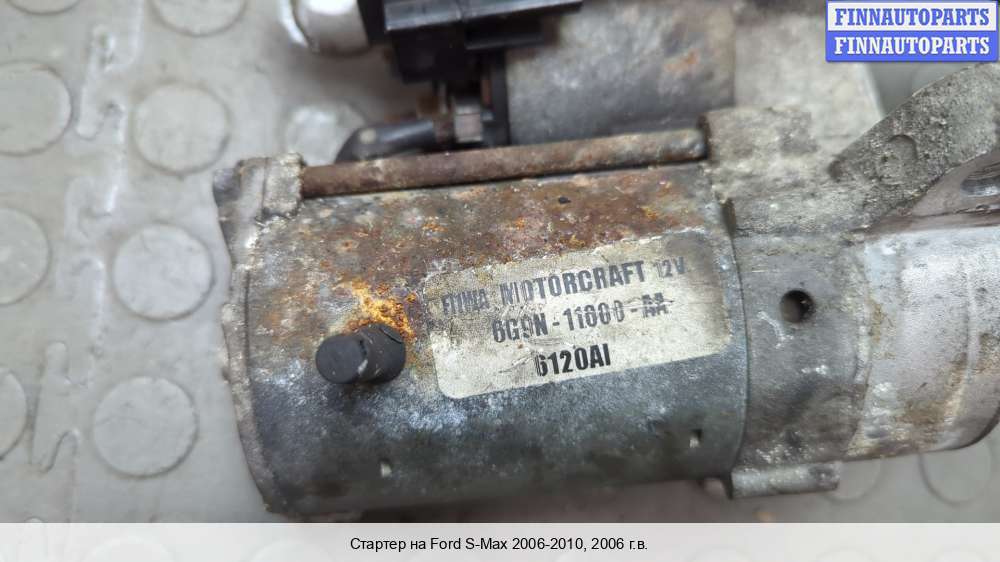 FINNAUTOPARTS
FINNAUTOPARTS
MOTORCRAFT 12V
6G9N-11000-AA
6120AI
Стартер на Ford S-Max 2006-2010, 2006 г.в.